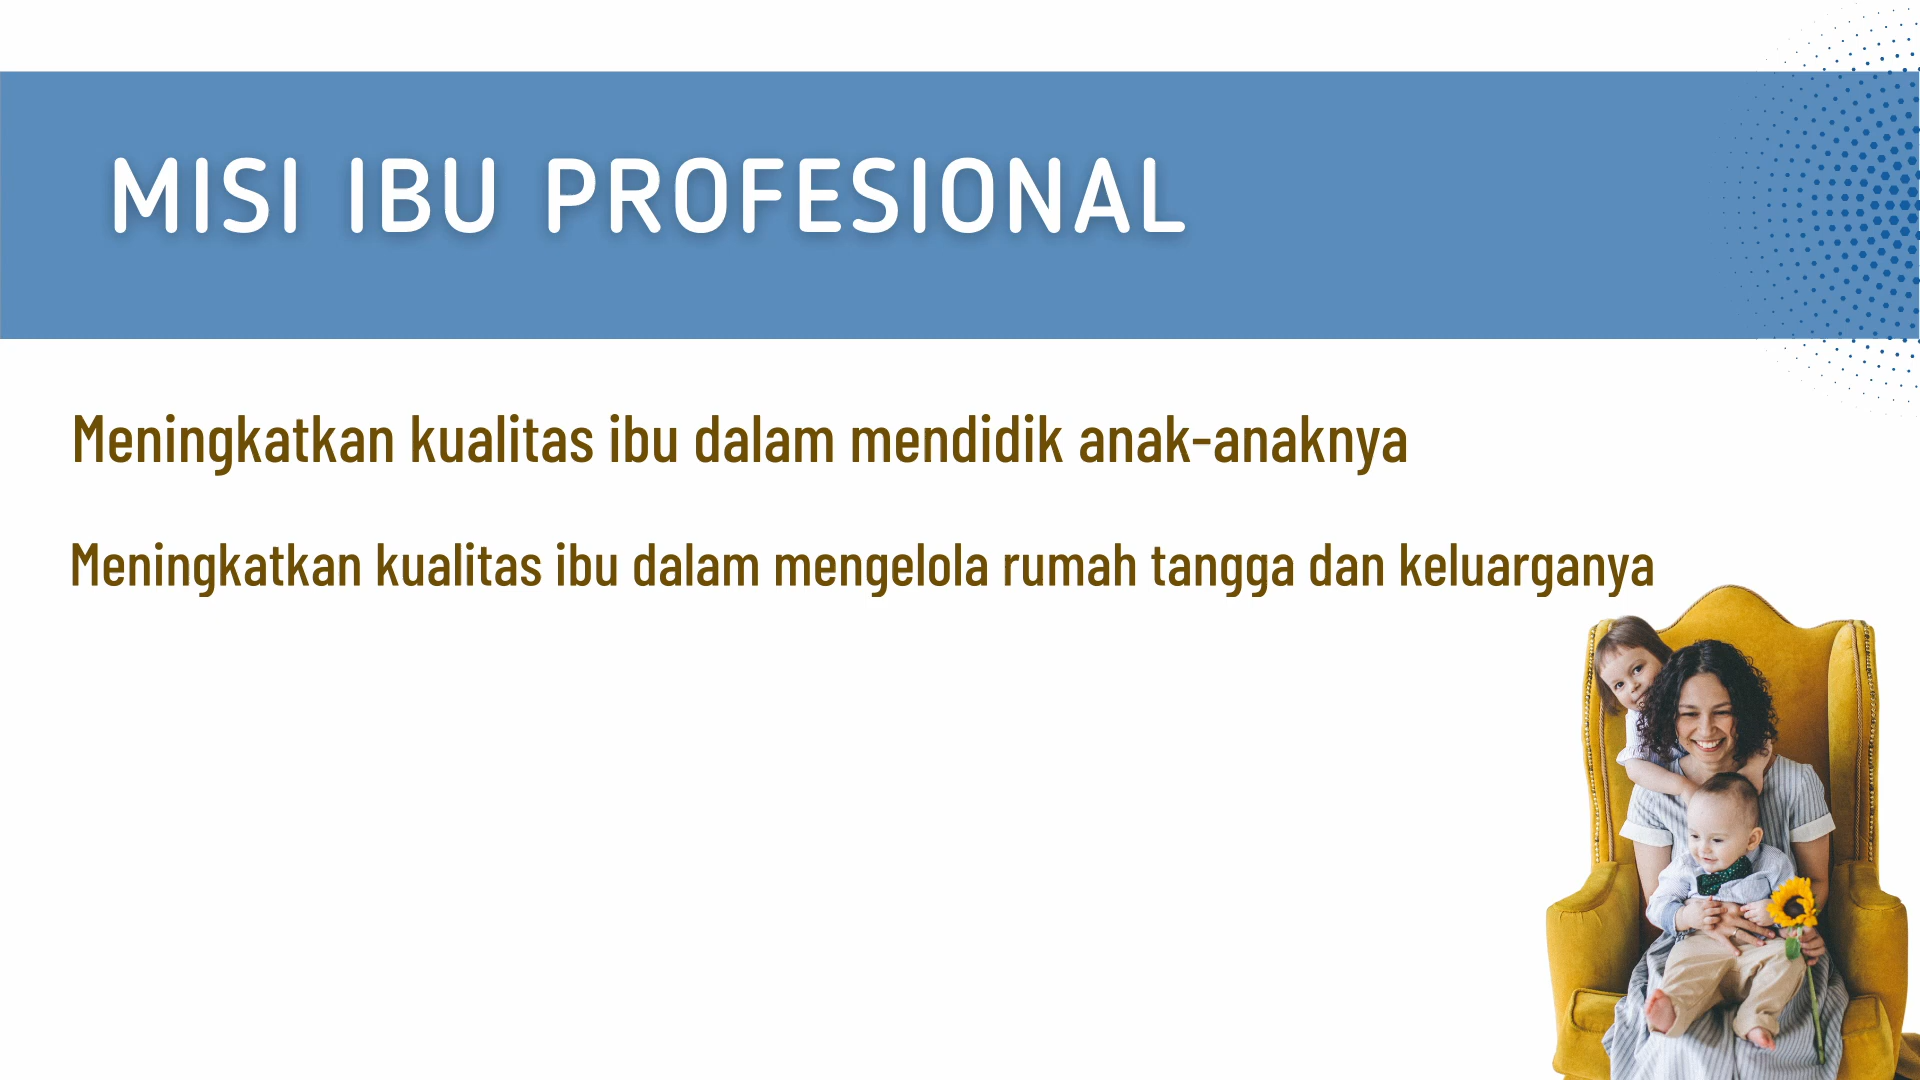 MISI IBU PROFESIONAL
Meningkatkan kualitas ibu dalam mendidik anak-anaknya
Meningkatkan kualitas ibu dalam mengelola rumah tangga dan keluarganya